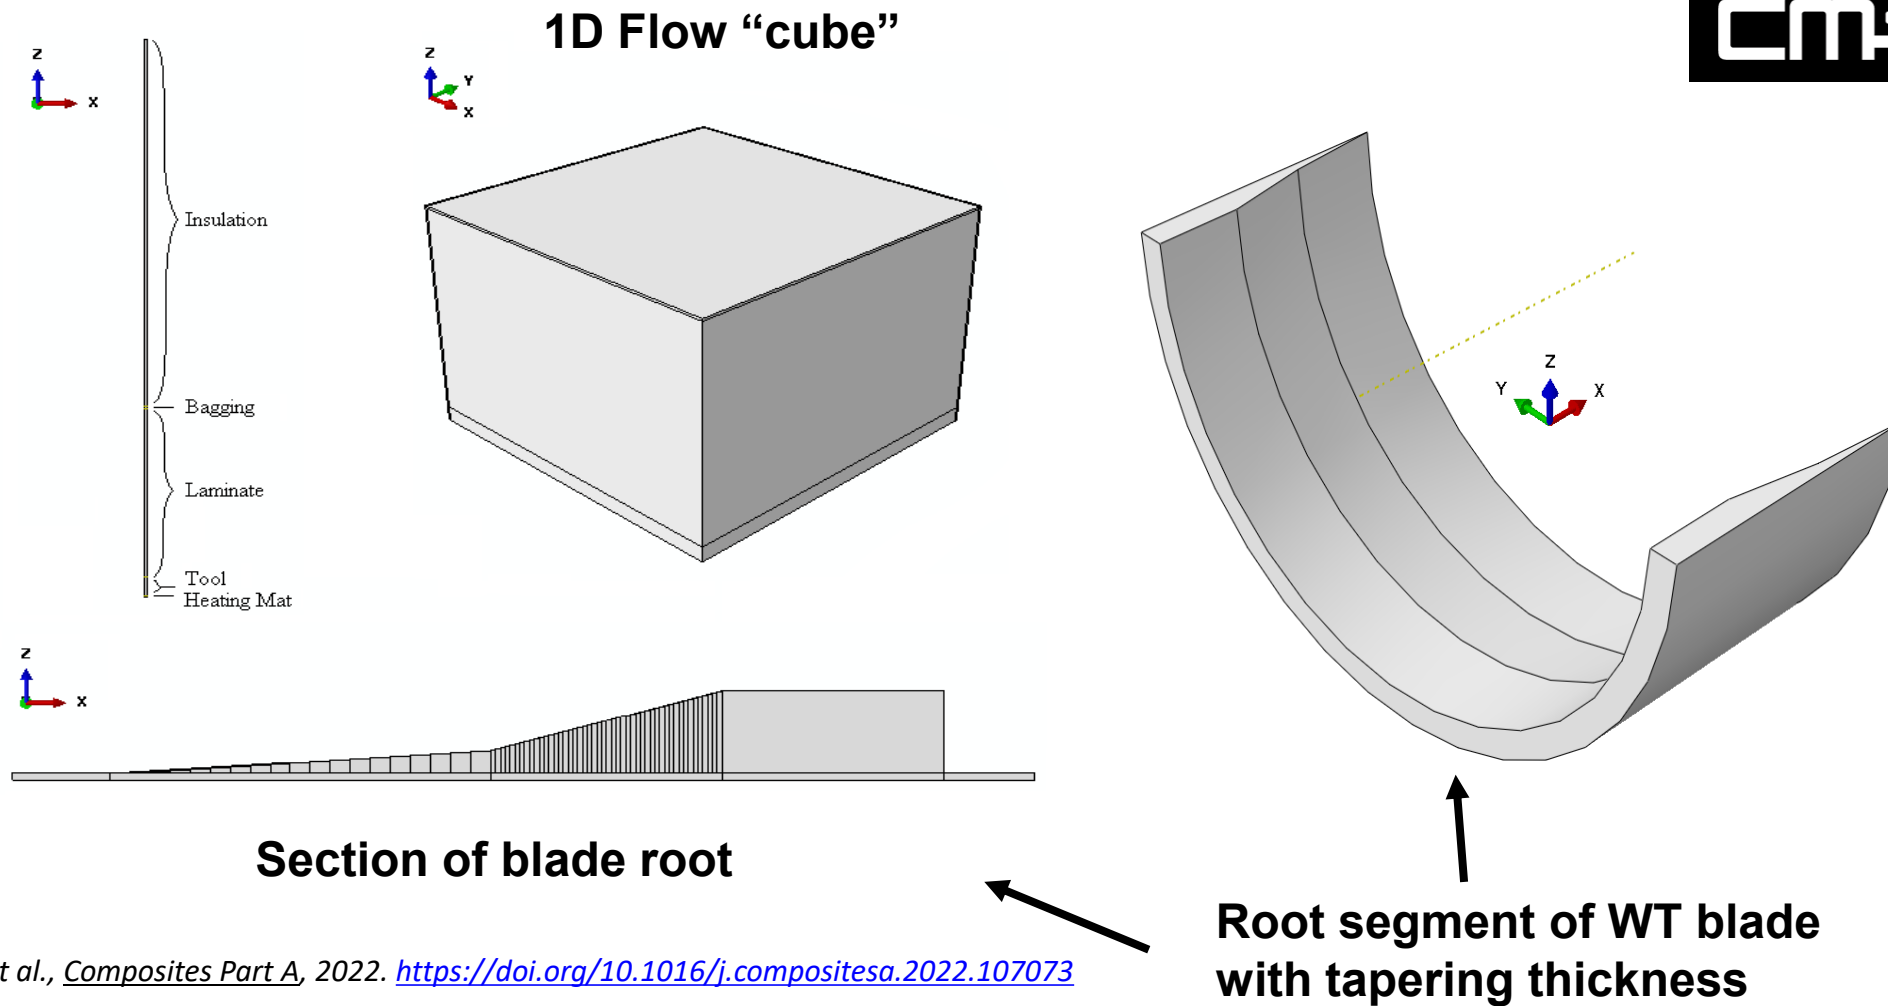 1D Flow “cube”
Z
X
Z
Y
X
Insulation
Bagging
Laminate
Tool
Heating Mat
Z
Y
X
Z
X
Section of blade root
Root segment of WT blade
with tapering thickness
al., Composites Part A, 2022. https://doi.org/10.1016/j.compositesa.2022.107073